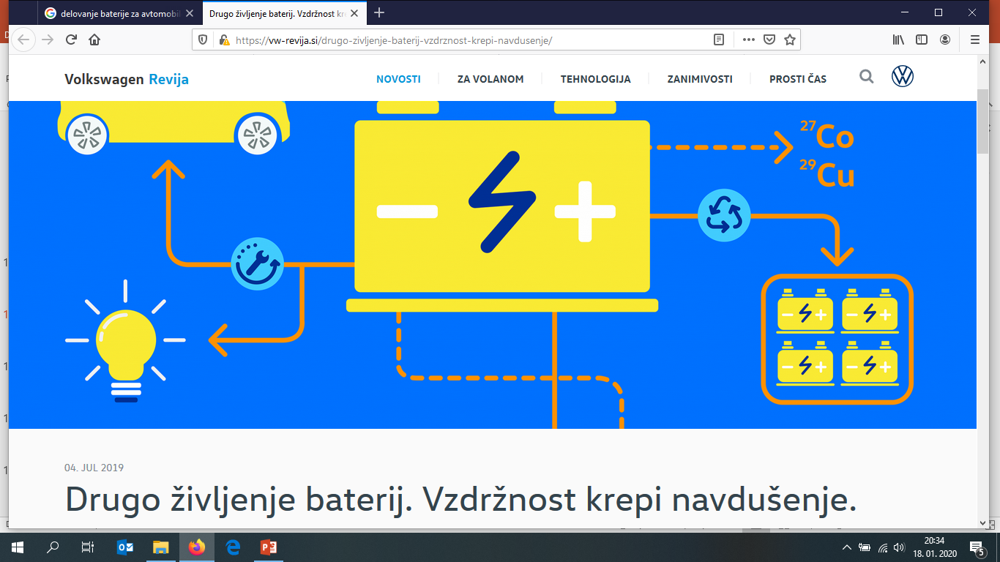 delovanje baterije za avtomobil
Drugo življenje baterij. Vzdržnost kre
https://vw-revija.si/drugo-zivljenje-baterij-vzdrznost-krepi-navdusenje/
Volkswagen Revija
NOVOSTI
ZA VOLANOM
TEHNOLOGIJA
ZANIMIVOSTI
PROSTI ČAS
27Co
29Cu
04. JUL 2019
Drugo življenje baterij. Vzdržnost krepi navdušenje.
20:34
18. 01. 2020
5